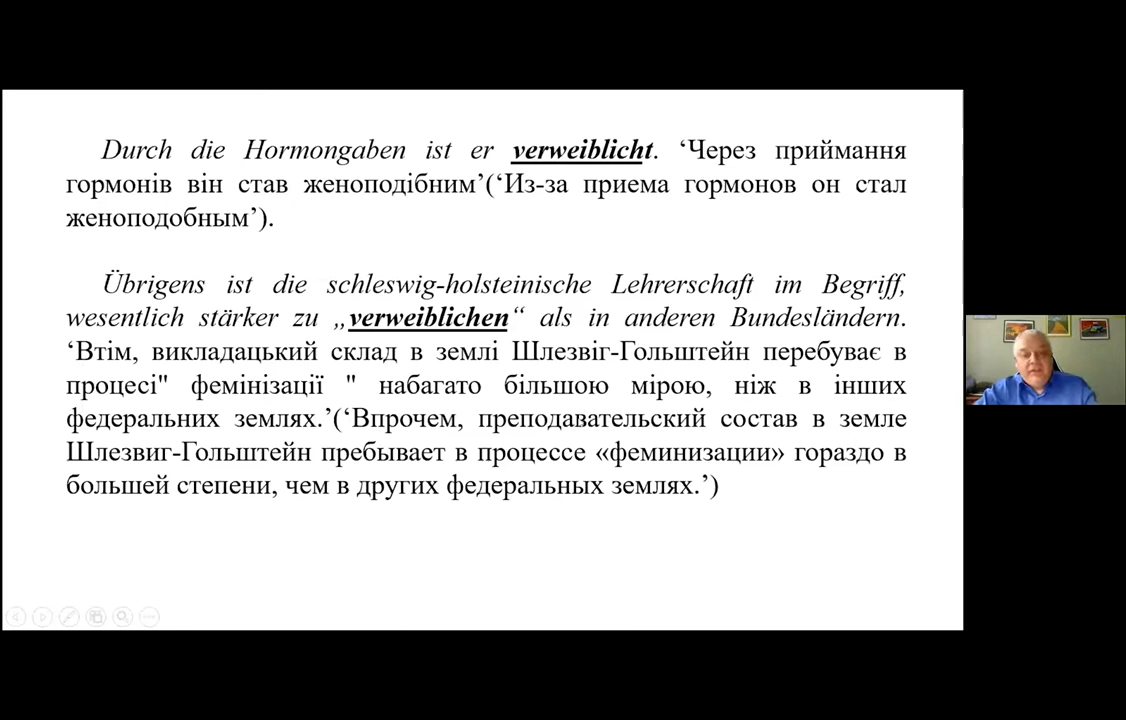 Durch die Hormongaben ist er verweiblicht. ‘Через приймання
гормонів він став женоподібним’(‘Из-за приема гормонов он стал
женоподобным’).
Übrigens ist die schleswig-holsteinische Lehrerschaft im Begriff,
wesentlich stärker zu „verweiblichen“ als in anderen Bundesländern.
‘Втім, викладацький склад в землі Шлезвіг-Гольштейн перебуває в
процесі" фемінізації " набагато більшою мірою, ніж в інших
федеральних землях.’(‘Впрочем, преподавательский состав в земле
Шлезвиг-Гольштейн пребывает в процессе «феминизации» гораздо в
большей степени, чем в других федеральных землях.’)